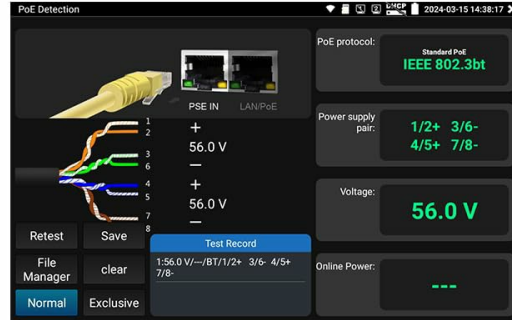 PoE Detection
2024-03-15 14:38:17
PSE IN
LAN/PoE
1
2
3
6
4
5
7
8
+
56.0 V
—
+
56.0 V
—
Retest
Save
File Manager
clear
Normal
Exclusive
Test Record
1:56.0 V/---/BT/1/2+ 3/6- 4/5+
7/8-
PoE protocol:
Standard PoE
IEEE 802.3bt
Power supply
pair:
1/2+ 3/6-
4/5+ 7/8-
Voltage:
56.0 V
Online Power:
---